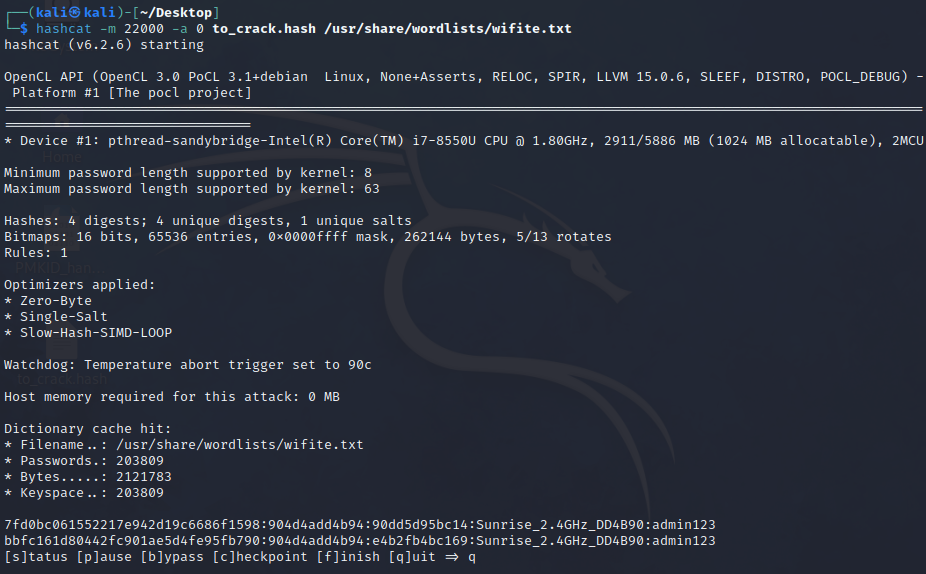 ┌──(kali㉿kali)-[~/Desktop]
└─$ hashcat -m 22000 -a 0 to_crack.hash /usr/share/wordlists/wifite.txt
hashcat (v6.2.6) starting
OpenCL API (OpenCL 3.0 PoCL 3.1+debian  Linux, None+Asserts, RELOC, SPIR, LLVM 15.0.6, SLEEF, DISTRO, POCL_DEBUG) -
 Platform #1 [The pocl project]
* Device #1: pthread-sandybridge-Intel(R) Core(TM) i7-8550U CPU @ 1.80GHz, 2911/5886 MB (1024 MB allocatable), 2MCU
Home
Minimum password length supported by kernel: 8
Maximum password length supported by kernel: 63
Hashes: 4 digests; 4 unique digests, 1 unique salts
Bitmaps: 16 bits, 65536 entries, 0x0000ffff mask, 262144 bytes, 5/13 rotates
Rules: 1
Optimizers applied:
* Zero-Byte
* Single-Salt
* Slow-Hash-SIMD-LOOP
Watchdog: Temperature abort trigger set to 90c
to_crack.hash
Host memory required for this attack: 0 MB
Dictionary cache hit:
* Filename..: /usr/share/wordlists/wifite.txt
* Passwords.: 203809
* Bytes.....: 2121783
* Keyspace..: 203809
7fd0bc061552217e942d19c6686f1598:904d4add4b94:90dd5d95bc14:Sunrise_2.4GHz_DD4B90:admin123
bbfc161d80442fc901ae5d4fe95fb790:904d4add4b94:e4b2fb4bc169:Sunrise_2.4GHz_DD4B90:admin123
[s]tatus [p]ause [b]ypass [c]heckpoint [f]inish [q]uit => q